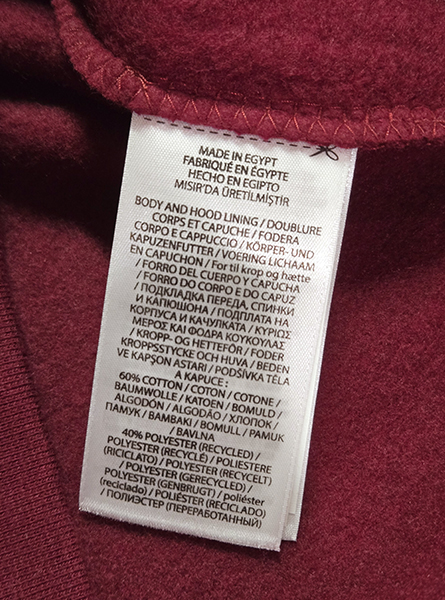 MADE IN EGYPT
FABRIQUÉ EN ÉGYPTE
HECHO EN EGIPTO
MISIR'DA ÜRETİLMİŞTİR
BODY AND HOOD LINING / DOUBLURE
CORPS ET CAPUCHE / FODERA
CORPO E CAPPUCCIO / KÖRPER- UND
KAPUZENFUTTER / VOERING LICHAAM
EN CAPUCHON / For til krop og hætte
/ FORRO DEL CUERPO Y CAPUCHA
/ FORRO DO CORPO E DO CAPUZ
/ ПОДКЛАДКА ПЕРЕДА, СПИНКИ
И КАПЮШОНА / ПОДПЛАТА НА
КОРПУСА И КАЧУЛКАТА / ΚΥΡΙΩΣ
ΜΕΡΟΣ ΚΑΙ ΦΟΔΡΑ ΚΟΥΚΟΥΛΑΣ
/ KROPP- OG HETTEFÔR / FODER
KROPPSSTYCKE OCH HUVA / BEDEN
VE KAPŞON ASTARI / PODŠÍVKA TĚLA
A KAPUCE :
60% COTTON / COTON / COTONE /
BAUMWOLLE / KATOEN / BOMULD /
ALGODÓN / ALGODÃO / ХЛОПОК /
ПАМУК / ΒΑΜΒΑΚΙ / BOMULL / PAMUK
/ BAVLNA
40% POLYESTER (RECYCLED) /
POLYESTER (RECYCLÉ) / POLIESTERE
(RICICLATO) / POLYESTER (RECYCELT)
/ POLYESTER (GERECYCLED) /
POLYESTER (GENBRUGT) / poliéster
(reciclado) / POLIÉSTER (RECICLADO)
/ ПОЛИЭСТЕР (ПЕРЕРАБОТАННЫЙ)